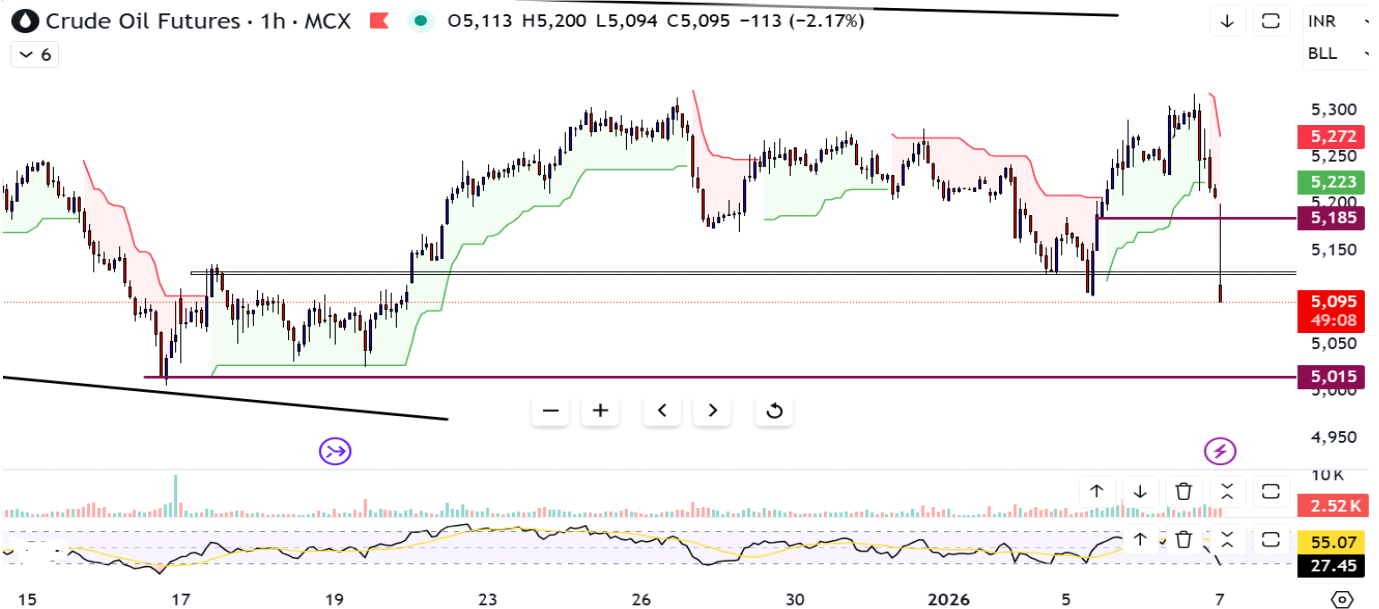 Crude Oil Futures · 1h · MCX O5,113 H5,200 L5,094 C5,095 −113 (−2.17%)
INR
6
BLL
5,300
5,272
5,250
5,223
5,200
5,185
5,150
5,095
49:08
5,050
5,015
5,000
4,950
10K
2.52K
55.07
27.45
15 17 19 23 26 30 2026 5 7